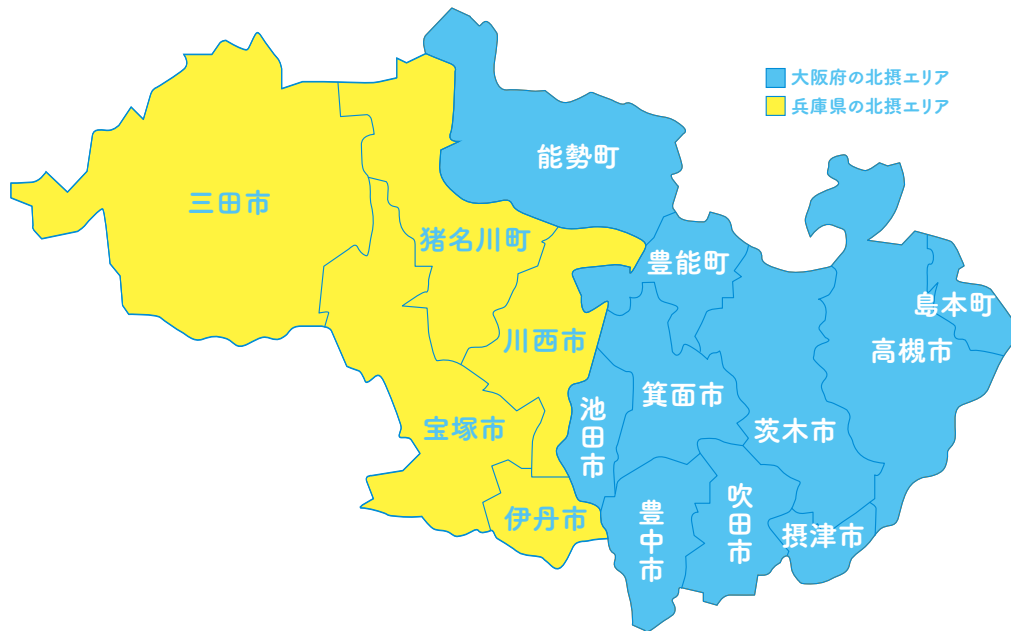 大阪府の北摂エリア
兵庫県の北摂エリア
能勢町
三田市
猪名川町
豊能町
島本町
川西市
高槻市
箕面市
池田市
宝塚市
茨木市
伊丹市
豊中市
吹田市
摂津市